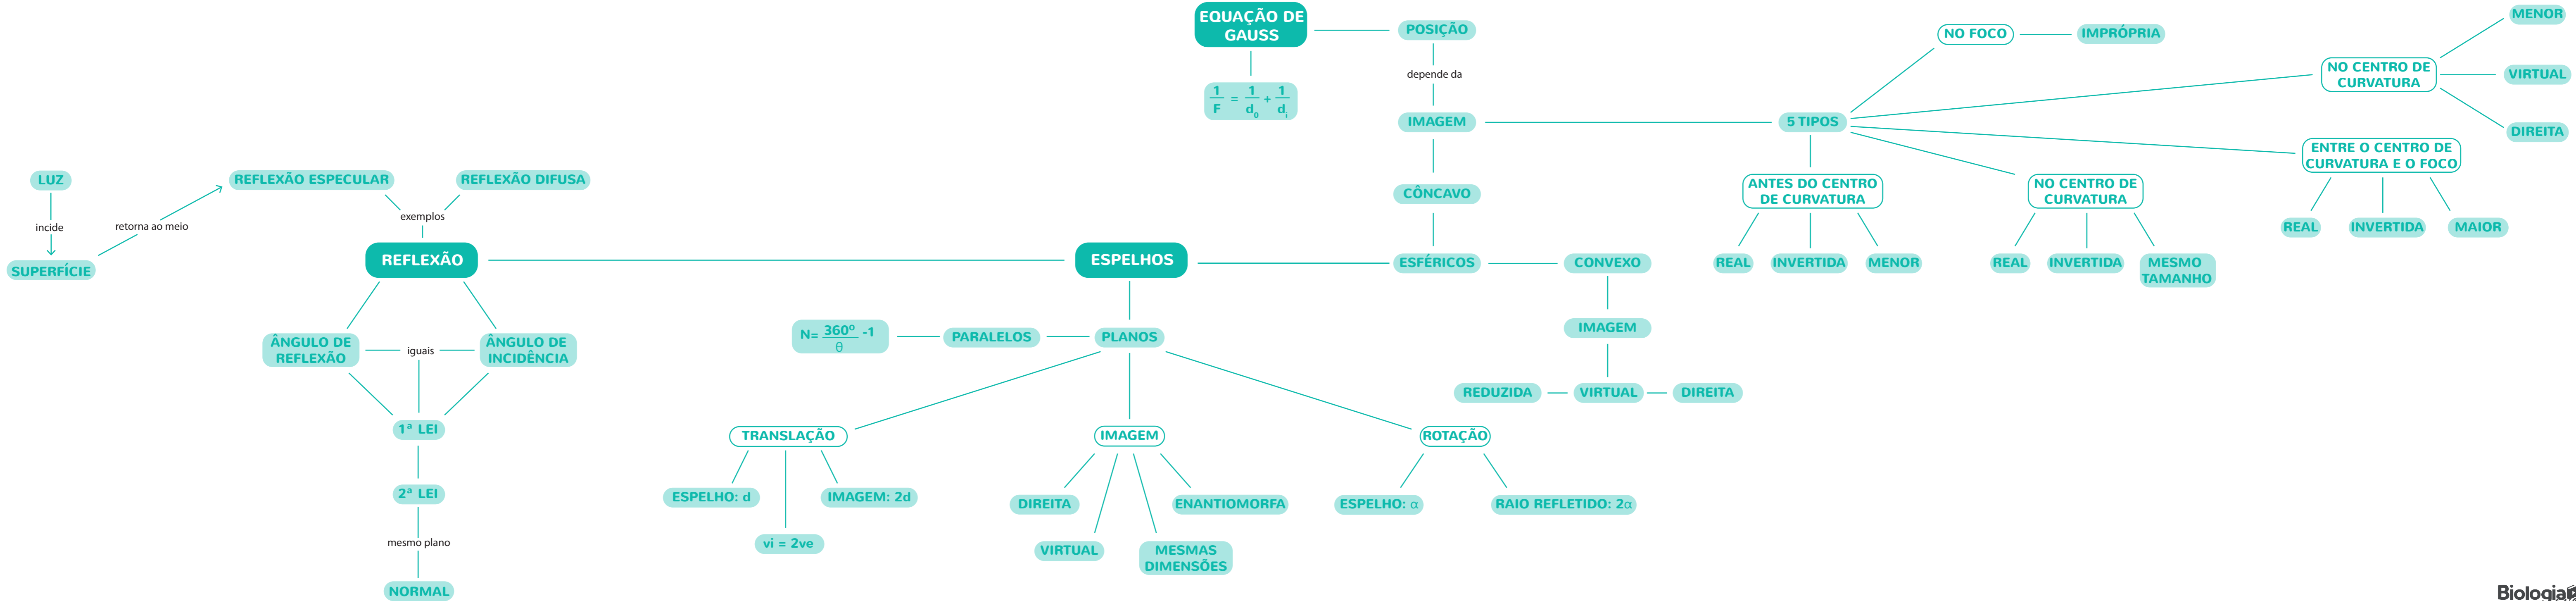 EQUAÇÃO DE
GAUSS
POSIÇÃO
depende da
1/F = 1/d₀ + 1/dᵢ
IMAGEM
CÔNCAVO
5 TIPOS
NO FOCO
IMPRÓPRIA
NO CENTRO DE
CURVATURA
MENOR
VIRTUAL
DIREITA
ENTRE O CENTRO DE
CURVATURA E O FOCO
REAL
INVERTIDA
MAIOR
ANTES DO CENTRO
DE CURVATURA
REAL
INVERTIDA
MENOR
NO CENTRO DE
CURVATURA
REAL
INVERTIDA
MESMO
TAMANHO
LUZ
incide
SUPERFÍCIE
retorna ao meio
REFLEXÃO ESPECULAR
REFLEXÃO DIFUSA
exemplos
REFLEXÃO
ESPELHOS
ESFÉRICOS
CONVEXO
IMAGEM
REDUZIDA
VIRTUAL
DIREITA
ÂNGULO DE
REFLEXÃO
iguais
ÂNGULO DE
INCIDÊNCIA
1ª LEI
2ª LEI
mesmo plano
NORMAL
N= 360º/θ -1
PARALELOS
PLANOS
TRANSLAÇÃO
ESPELHO: d
vi = 2ve
IMAGEM: 2d
IMAGEM
DIREITA
VIRTUAL
MESMAS
DIMENSÕES
ENANTIOMORFA
ROTAÇÃO
ESPELHO: α
RAIO REFLETIDO: 2α
Biologia